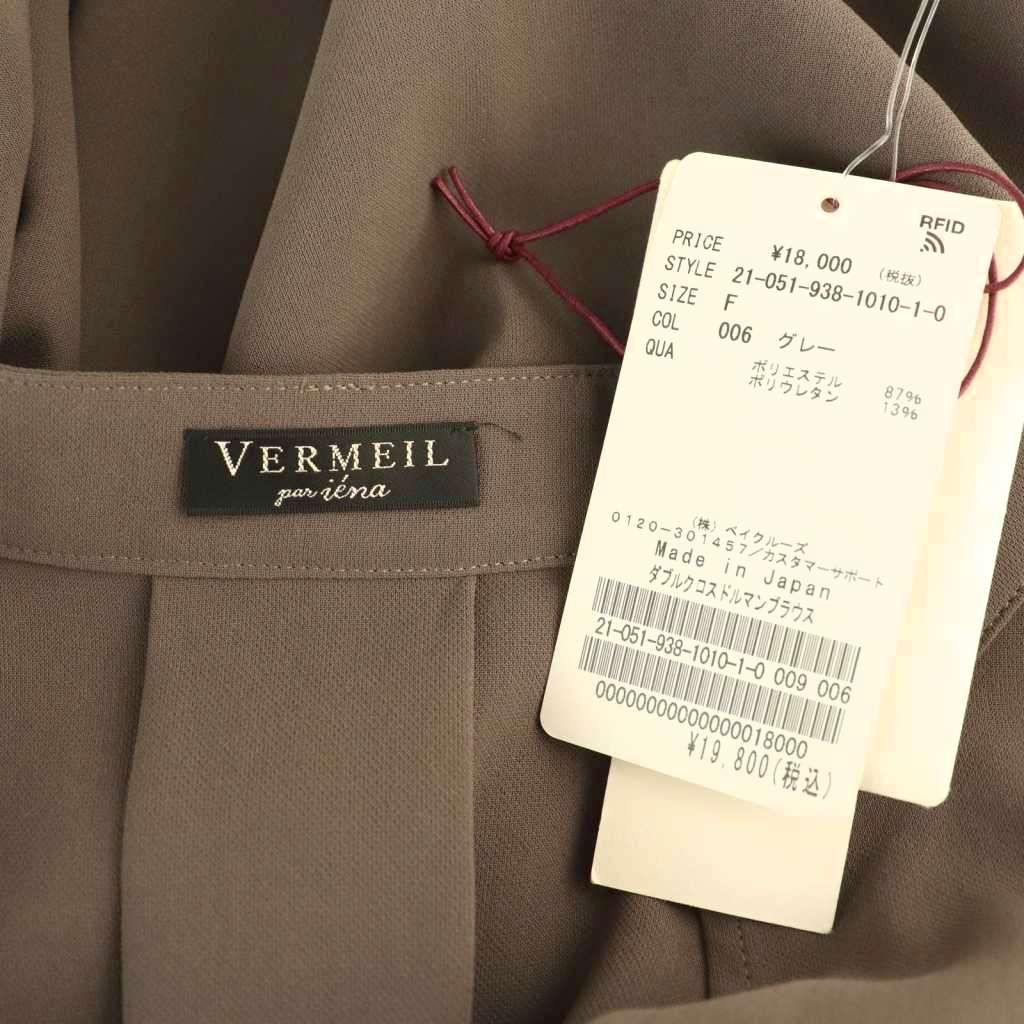 VERMEIL
par iéna
RFID
PRICE ¥18,000 (税抜)
STYLE 21-051-938-1010-1-0
SIZE F
COL 006 グレー
QUA ポリエステル 87%
ポリウレタン 13%
(株) ベイクルーズ
0120-301457/カスタマーサポート
Made in Japan
ダブルクロスドルマンブラウス
21-051-938-1010-1-0 009 006
00000000000000018000
¥19,800(税込)